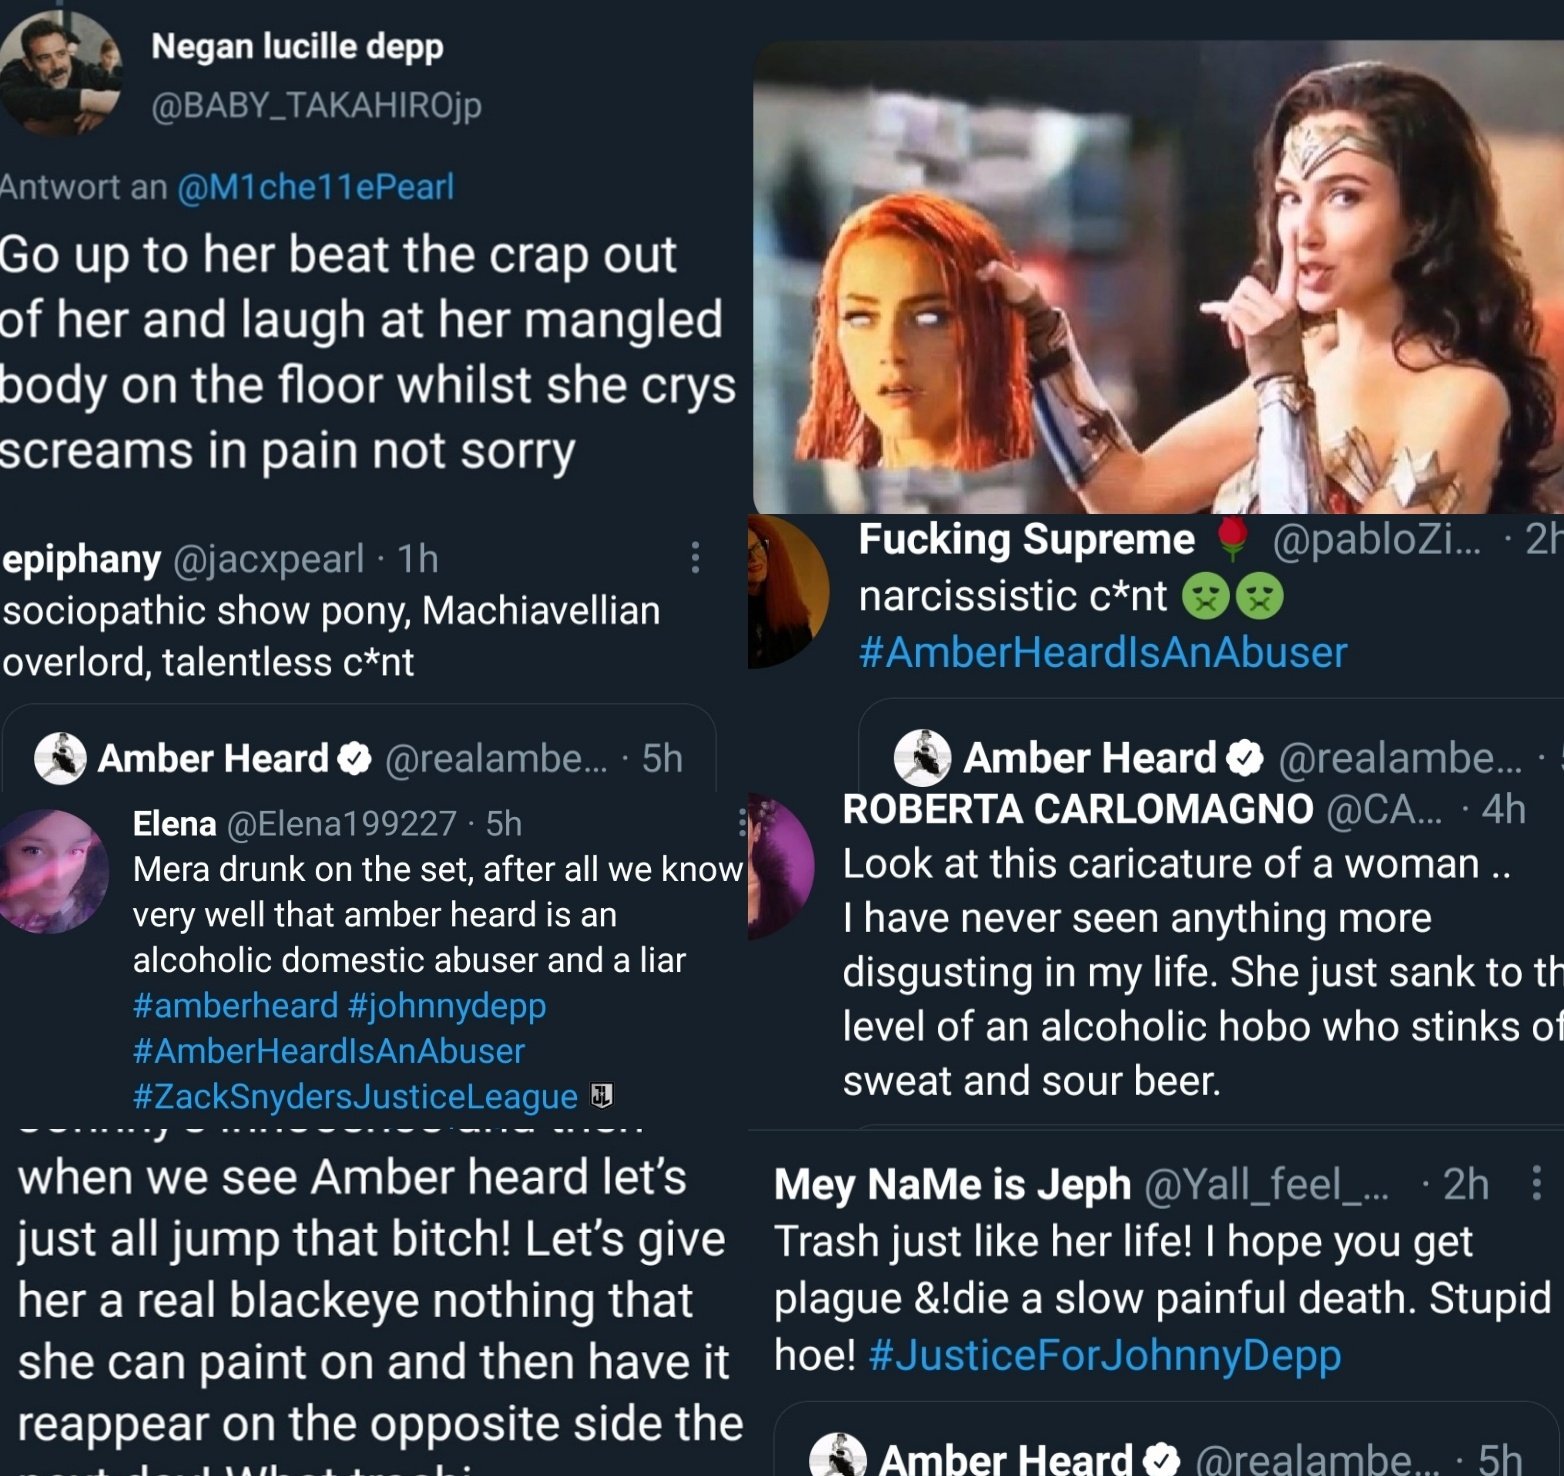 Negan lucille depp
@BABY_TAKAHIROjp
Antwort an @M1che11ePearl
Go up to her beat the crap out
of her and laugh at her mangled
body on the floor whilst she crys
screams in pain not sorry
epiphany @jacxpearl · 1h
sociopathic show pony, Machiavellian
overlord, talentless c*nt
Amber Heard @realambe... · 5h
Elena @Elena199227 · 5h
Mera drunk on the set, after all we know
very well that amber heard is an
alcoholic domestic abuser and a liar
#amberheard #johnnydepp
#AmberHeardIsAnAbuser
#ZackSnydersJusticeLeague
when we see Amber heard let's
just all jump that bitch! Let's give
her a real blackeye nothing that
she can paint on and then have it
reappear on the opposite side the
Fucking Supreme 🌹 @pabloZi... · 2h
narcissistic c*nt
#AmberHeardIsAnAbuser
Amber Heard @realambe... ·
ROBERTA CARLOMAGNO @CA... · 4h
Look at this caricature of a woman ..
I have never seen anything more
disgusting in my life. She just sank to th
level of an alcoholic hobo who stinks of
sweat and sour beer.
Mey NaMe is Jeph @Yall_feel_... · 2h
Trash just like her life! I hope you get
plague &!die a slow painful death. Stupid
hoe! #JusticeForJohnnyDepp
Amber Heard @realambe... · 5h